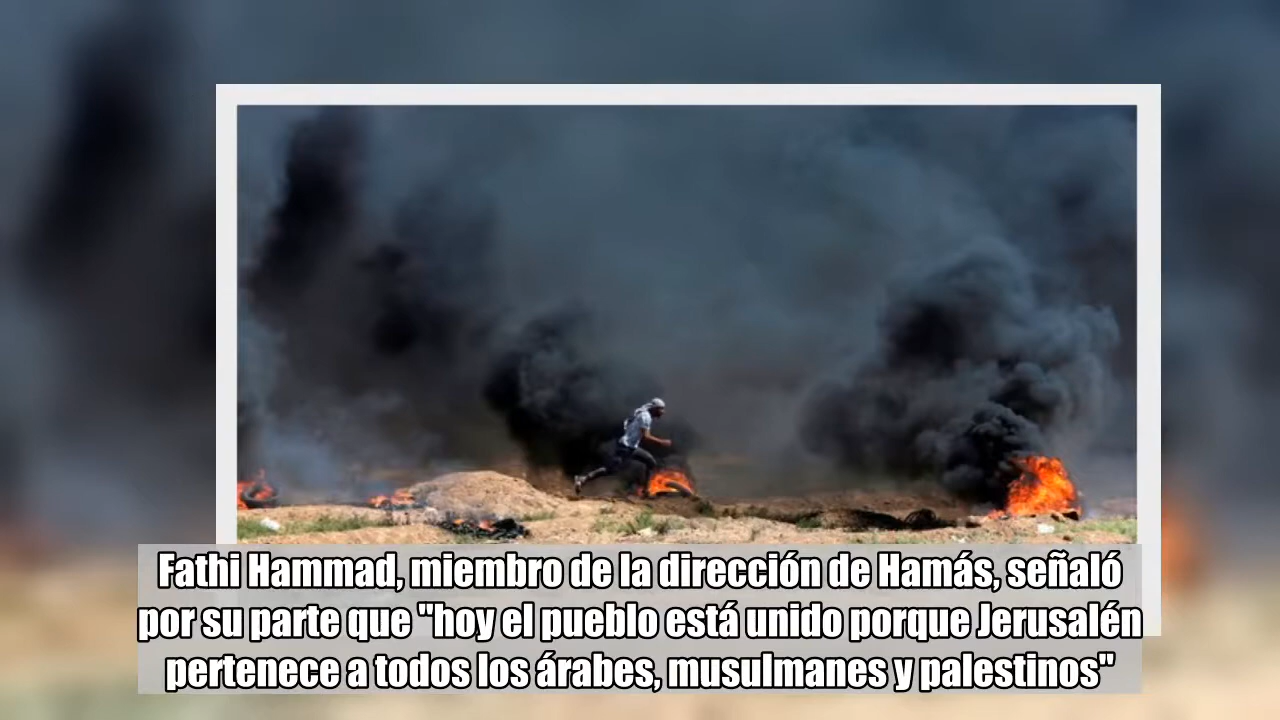 Fathi Hammad, miembro de la dirección de Hamás, señaló
por su parte que "hoy el pueblo está unido porque Jerusalén
pertenece a todos los árabes, musulmanes y palestinos"